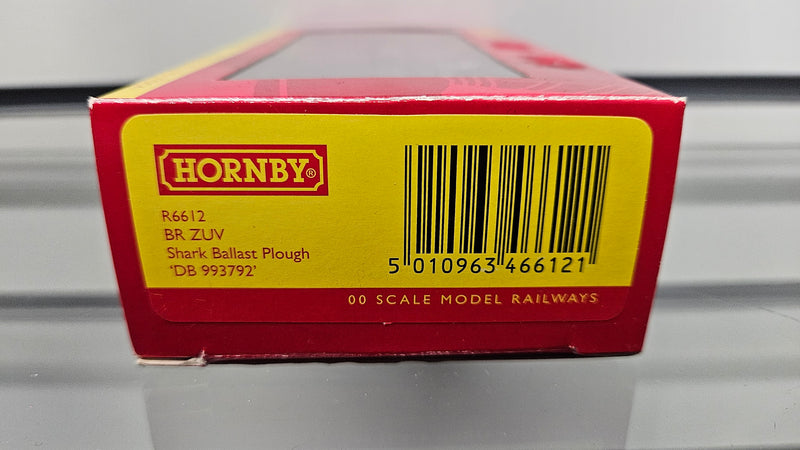 HORNBY®
R6612
BR ZUV
Shark Ballast Plough
'DB 993792'
5 010963 466121
00 SCALE MODEL RAILWAYS